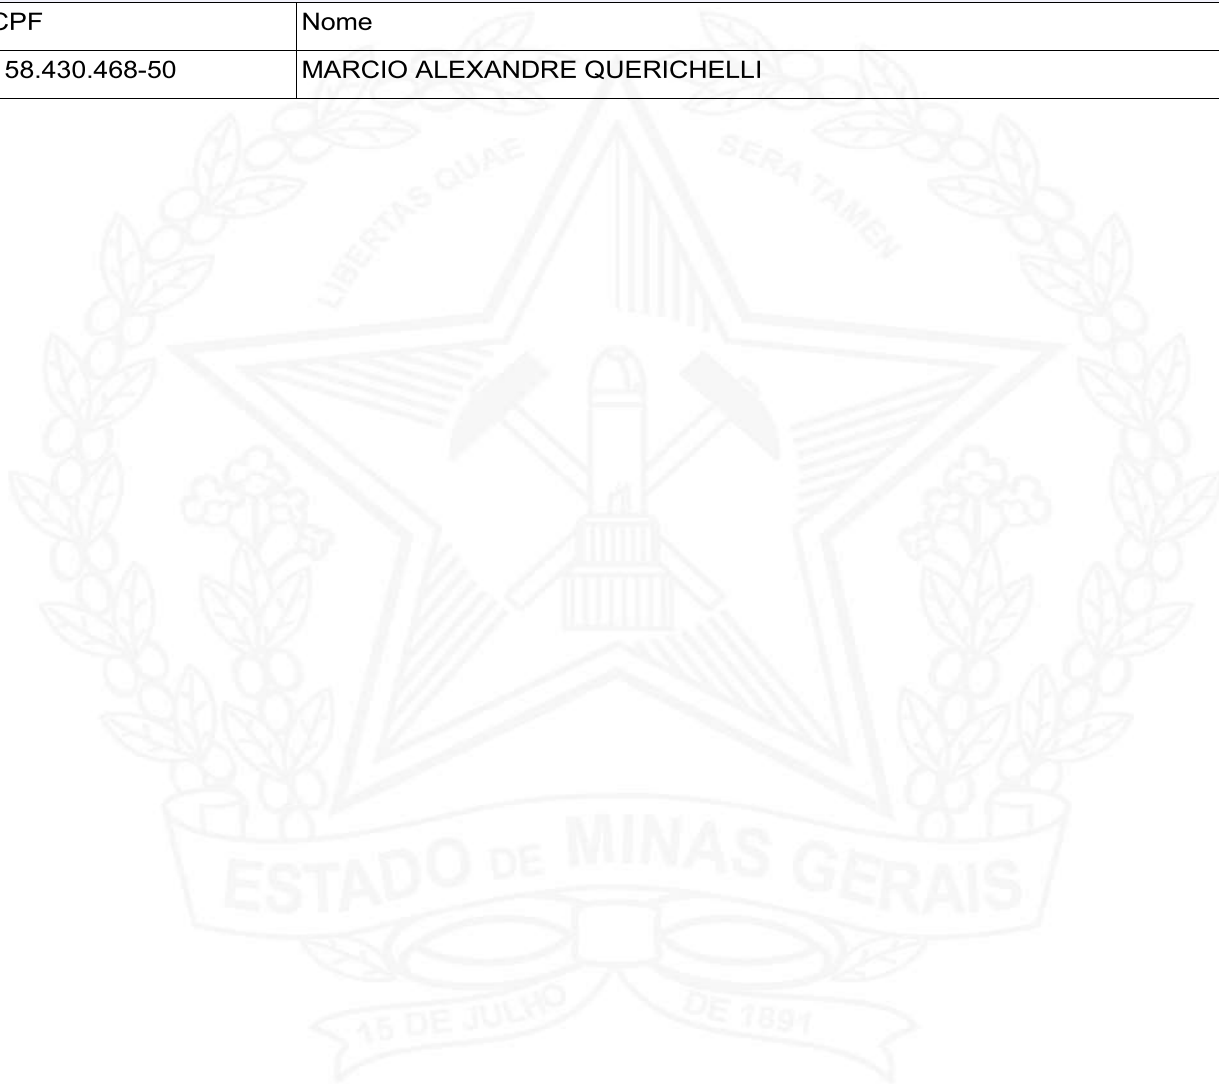 CPF Nome
58.430.468-50 MARCIO ALEXANDRE QUERICHELLI
LIBERTAS QUAE SERA TAMEN
ESTADO DE MINAS GERAIS
15 DE JULHO DE 1891